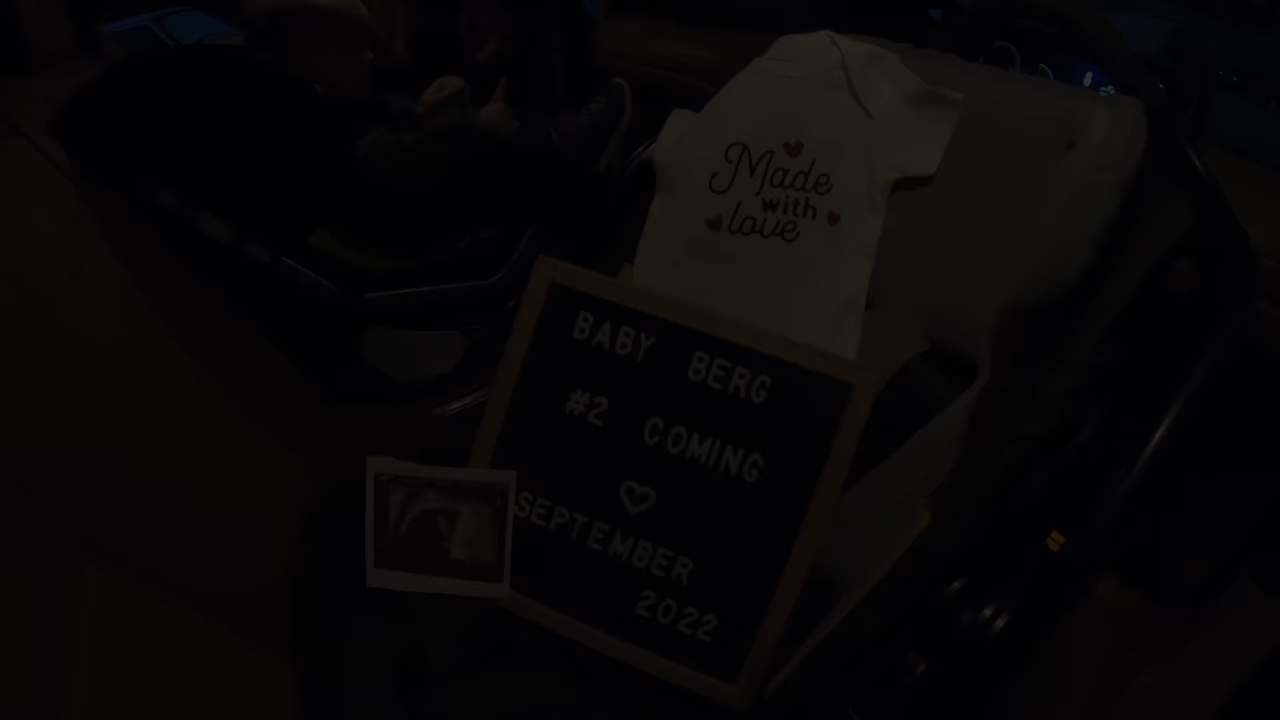 Made
with
love
BABY BERG
#2 COMING
♡
SEPTEMBER
2022